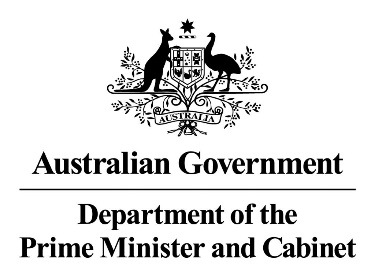 AUSTRALIA
Australian Government
Department of the
Prime Minister and Cabinet